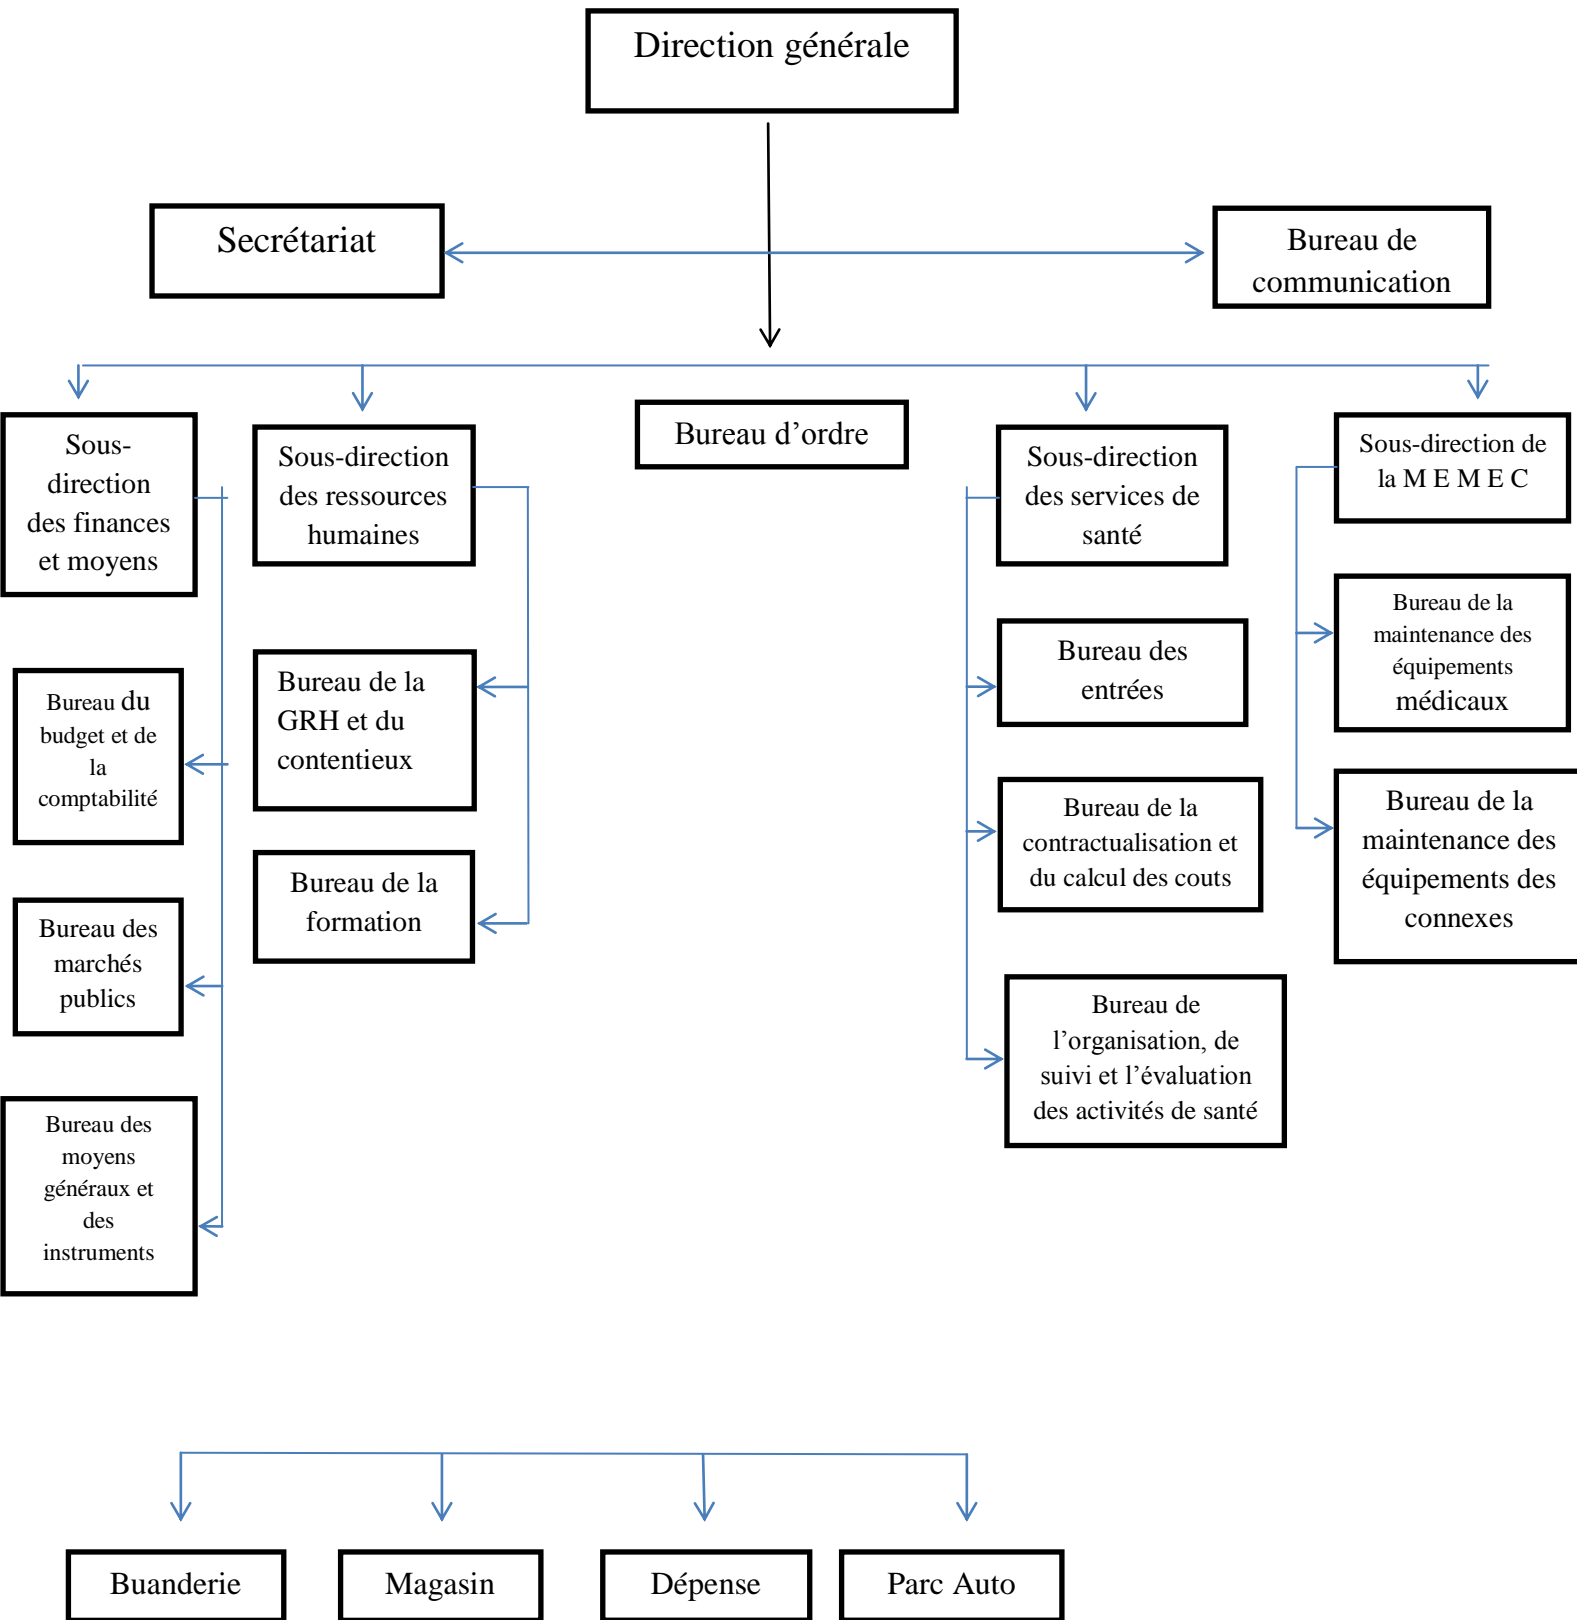 Direction générale
Secrétariat
Bureau de
communication
Sous-
direction
des finances
et moyens
Sous-direction
des ressources
humaines
Bureau d’ordre
Sous-direction
des services de
santé
Sous-direction de
la M E M E C
Bureau du
budget et de
la
comptabilité
Bureau des
marchés
publics
Bureau des
moyens
généraux et
des
instruments
Bureau de la
GRH et du
contentieux
Bureau de la
formation
Bureau des
entrées
Bureau de la
contractualisation et
du calcul des couts
Bureau de
l’organisation, de
suivi et l’évaluation
des activités de santé
Bureau de la
maintenance des
équipements
médicaux
Bureau de la
maintenance des
équipements des
connexes
Buanderie
Magasin
Dépense
Parc Auto